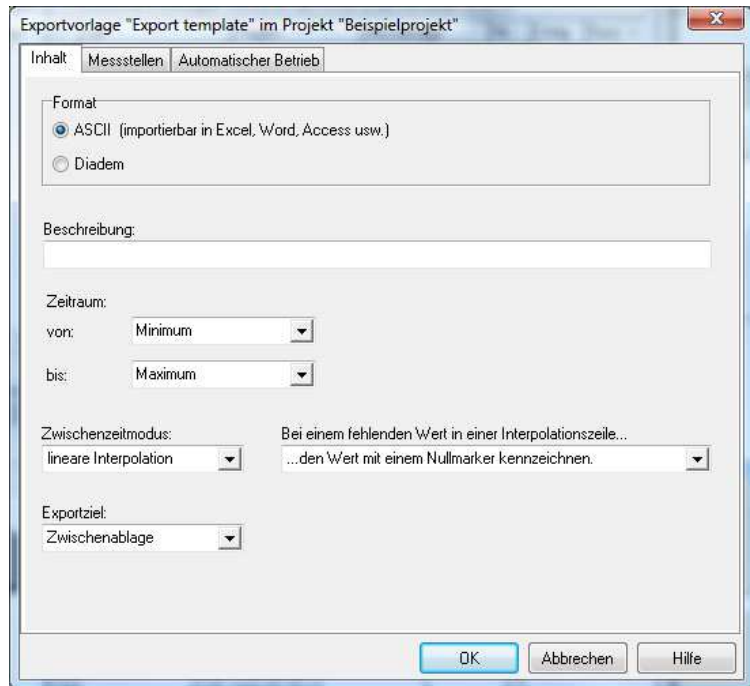 Exportvorlage "Export template" im Projekt "Beispielprojekt"
Inhalt Messstellen Automatischer Betrieb
Format
ASCII (importierbar in Excel, Word, Access usw.)
Diadem
Beschreibung:
Zeitraum:
von: Minimum
bis: Maximum
Zwischenzeitmodus: Bei einem fehlenden Wert in einer Interpolationszeile...
lineare Interpolation ...den Wert mit einem Nullmarker kennzeichnen.
Exportziel:
Zwischenablage
OK Abbrechen Hilfe